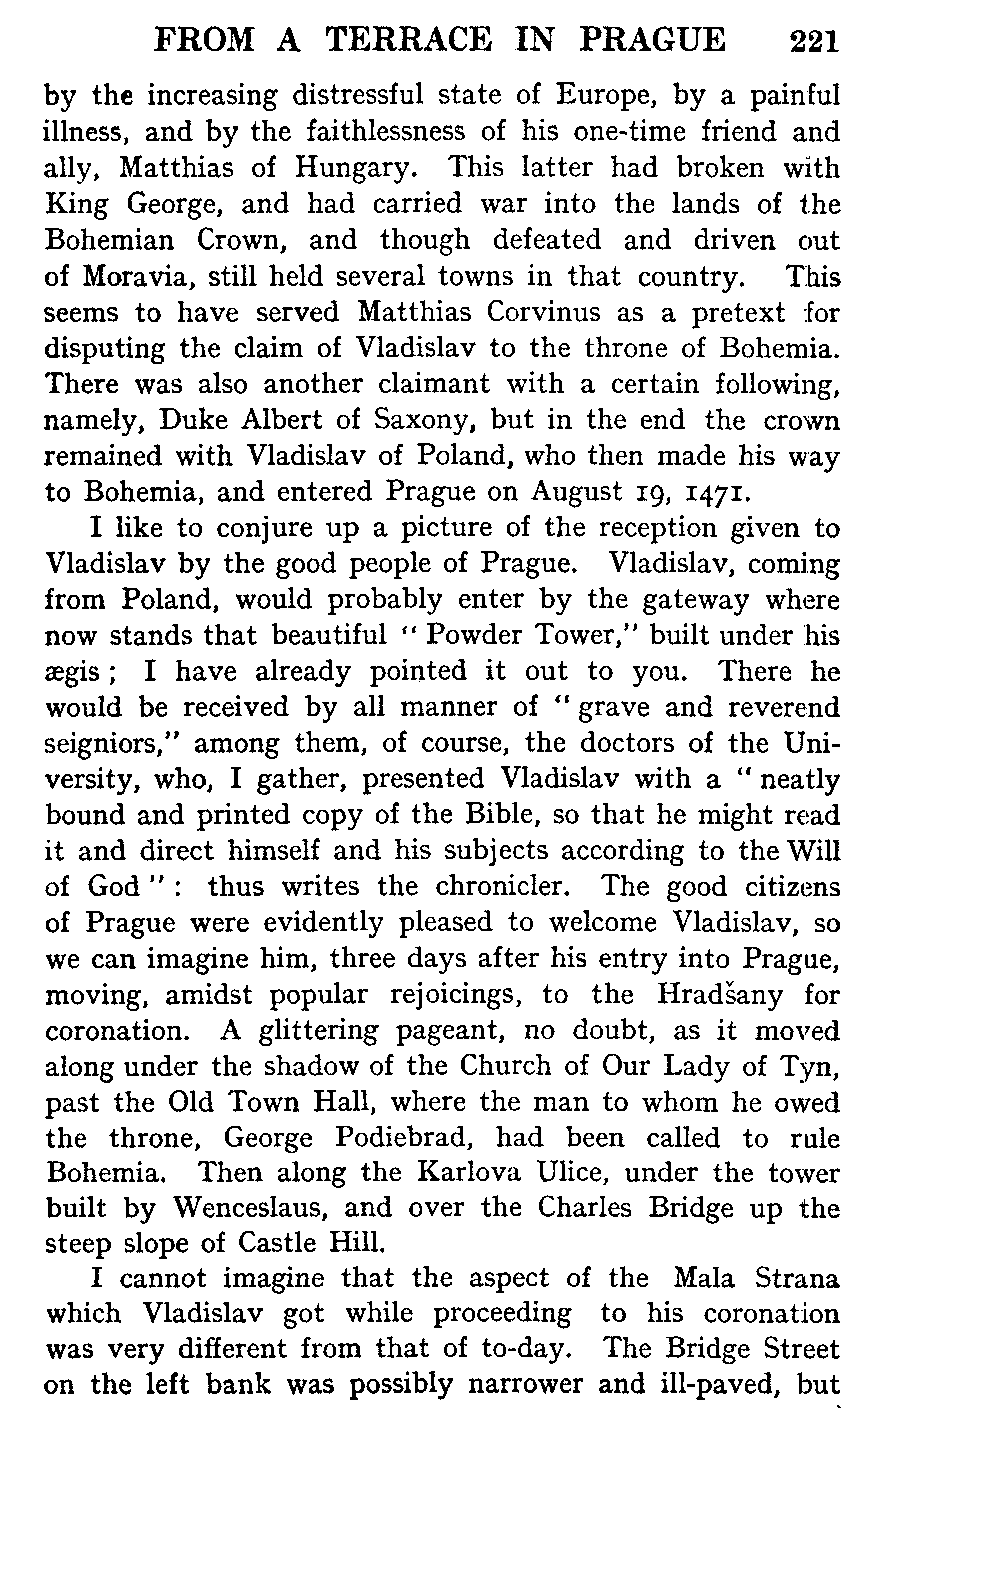 FROM A TERRACE IN PRAGUE 221
by the increasing distressful state of Europe, by a painful
illness, and by the faithlessness of his one-time friend and
ally, Matthias of Hungary. This latter had broken with
King George, and had carried war into the lands of the
Bohemian Crown, and though defeated and driven out
of Moravia, still held several towns in that country. This
seems to have served Matthias Corvinus as a pretext for
disputing the claim of Vladislav to the throne of Bohemia.
There was also another claimant with a certain following,
namely, Duke Albert of Saxony, but in the end the crown
remained with Vladislav of Poland, who then made his way
to Bohemia, and entered Prague on August 19, 1471.
I like to conjure up a picture of the reception given to
Vladislav by the good people of Prague. Vladislav, coming
from Poland, would probably enter by the gateway where
now stands that beautiful “ Powder Tower,” built under his
ægis ; I have already pointed it out to you. There he
would be received by all manner of “ grave and reverend
seigniors,” among them, of course, the doctors of the Uni-
versity, who, I gather, presented Vladislav with a “ neatly
bound and printed copy of the Bible, so that he might read
it and direct himself and his subjects according to the Will
of God ” : thus writes the chronicler. The good citizens
of Prague were evidently pleased to welcome Vladislav, so
we can imagine him, three days after his entry into Prague,
moving, amidst popular rejoicings, to the Hradšany for
coronation. A glittering pageant, no doubt, as it moved
along under the shadow of the Church of Our Lady of Tyn,
past the Old Town Hall, where the man to whom he owed
the throne, George Podiebrad, had been called to rule
Bohemia. Then along the Karlova Ulice, under the tower
built by Wenceslaus, and over the Charles Bridge up the
steep slope of Castle Hill.
I cannot imagine that the aspect of the Mala Strana
which Vladislav got while proceeding to his coronation
was very different from that of to-day. The Bridge Street
on the left bank was possibly narrower and ill-paved, but